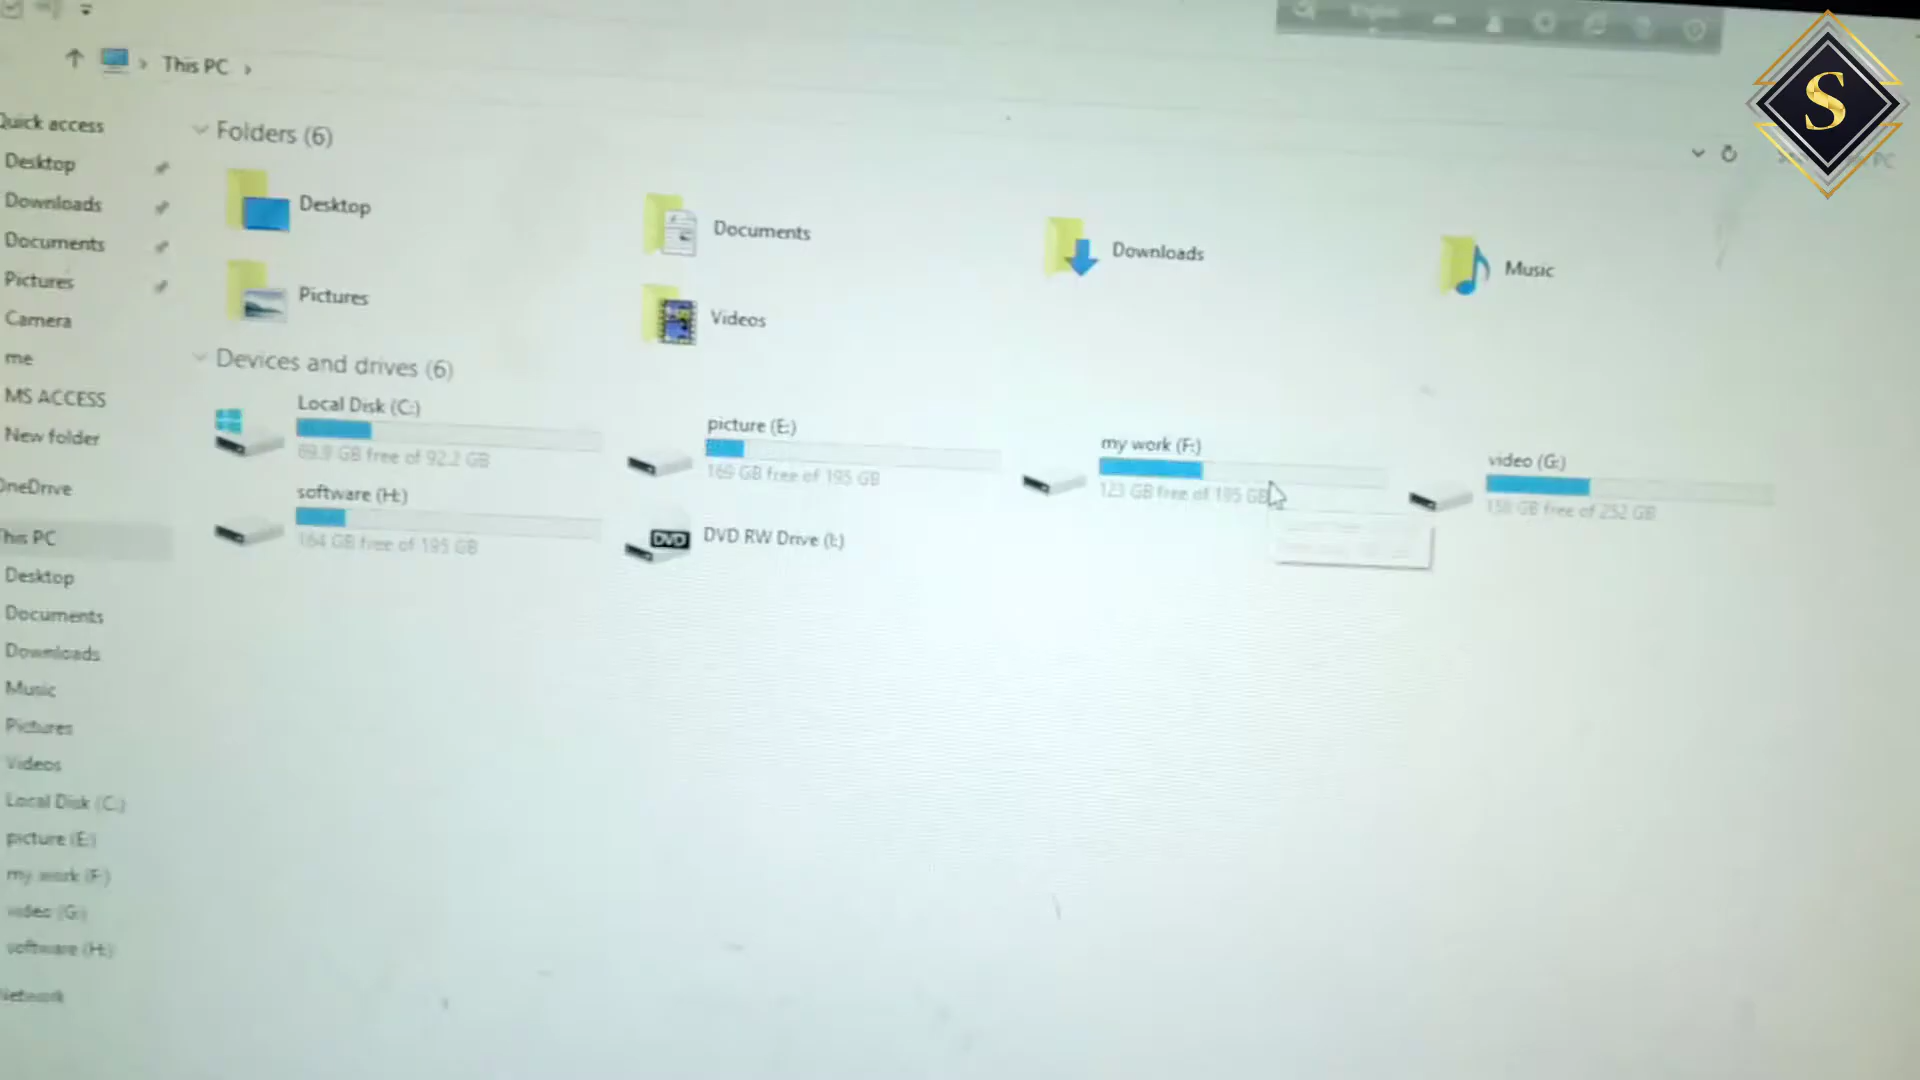 This PC
Quick access
Desktop
Downloads
Documents
Pictures
Camera
me
MS ACCESS
New folder
OneDrive
This PC
Desktop
Documents
Downloads
Music
Pictures
Videos
Local Disk (C:)
picture (E:)
my work (F:)
video (G:)
software (H:)
Network
Folders (6)
Desktop
Documents
Downloads
Music
Pictures
Videos
Devices and drives (6)
Local Disk (C:)
69.9 GB free of 92.2 GB
picture (E:)
169 GB free of 195 GB
my work (F:)
123 GB free of 195 GB
video (G:)
158 GB free of 252 GB
software (H:)
164 GB free of 195 GB
DVD RW Drive (I:)
DVD
PC
S